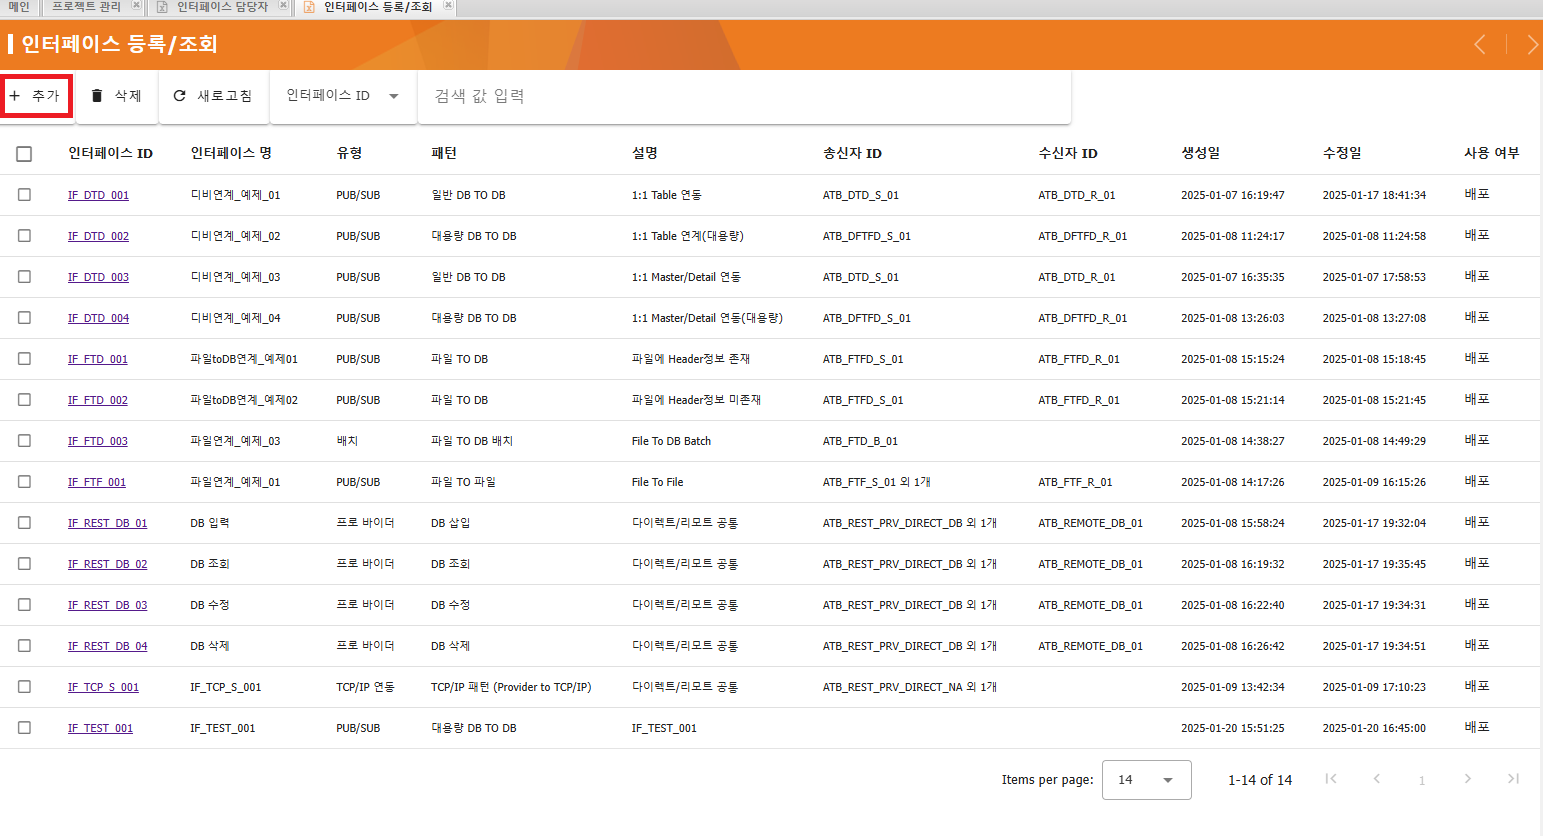 메인 프로젝트 관리 인터페이스 담당자 인터페이스 등록/조회
인터페이스 등록/조회
+ 추가 삭제 새로고침 인터페이스 ID 검색 값 입력
인터페이스 ID 인터페이스 명 유형 패턴 설명 송신자 ID 수신자 ID 생성일 수정일 사용 여부
IF_DTD_001 디비연계_예제_01 PUB/SUB 일반 DB TO DB 1:1 Table 연동 ATB_DTD_S_01 ATB_DTD_R_01 2025-01-07 16:19:47 2025-01-17 18:41:34 배포
IF_DTD_002 디비연계_예제_02 PUB/SUB 대용량 DB TO DB 1:1 Table 연계(대용량) ATB_DFTFD_S_01 ATB_DFTFD_R_01 2025-01-08 11:24:17 2025-01-08 11:24:58 배포
IF_DTD_003 디비연계_예제_03 PUB/SUB 일반 DB TO DB 1:1 Master/Detail 연동 ATB_DTD_S_01 ATB_DTD_R_01 2025-01-07 16:35:35 2025-01-07 17:58:53 배포
IF_DTD_004 디비연계_예제_04 PUB/SUB 대용량 DB TO DB 1:1 Master/Detail 연동(대용량) ATB_DFTFD_S_01 ATB_DFTFD_R_01 2025-01-08 13:26:03 2025-01-08 13:27:08 배포
IF_FTD_001 파일toDB연계_예제01 PUB/SUB 파일 TO DB 파일에 Header정보 존재 ATB_FTFD_S_01 ATB_FTFD_R_01 2025-01-08 15:15:24 2025-01-08 15:18:45 배포
IF_FTD_002 파일toDB연계_예제02 PUB/SUB 파일 TO DB 파일에 Header정보 미존재 ATB_FTFD_S_01 ATB_FTFD_R_01 2025-01-08 15:21:14 2025-01-08 15:21:45 배포
IF_FTD_003 파일연계_예제_03 배치 파일 TO DB 배치 File To DB Batch ATB_FTD_B_01 2025-01-08 14:38:27 2025-01-08 14:49:29 배포
IF_FTF_001 파일연계_예제_01 PUB/SUB 파일 TO 파일 File To File ATB_FTF_S_01 외 1개 ATB_FTF_R_01 2025-01-08 14:17:26 2025-01-09 16:15:26 배포
IF_REST_DB_01 DB 입력 프로 바이더 DB 삽입 다이렉트/리모트 공통 ATB_REST_PRV_DIRECT_DB 외 1개 ATB_REMOTE_DB_01 2025-01-08 15:58:24 2025-01-17 19:32:04 배포
IF_REST_DB_02 DB 조회 프로 바이더 DB 조회 다이렉트/리모트 공통 ATB_REST_PRV_DIRECT_DB 외 1개 ATB_REMOTE_DB_01 2025-01-08 16:19:32 2025-01-17 19:35:45 배포
IF_REST_DB_03 DB 수정 프로 바이더 DB 수정 다이렉트/리모트 공통 ATB_REST_PRV_DIRECT_DB 외 1개 ATB_REMOTE_DB_01 2025-01-08 16:22:40 2025-01-17 19:34:31 배포
IF_REST_DB_04 DB 삭제 프로 바이더 DB 삭제 다이렉트/리모트 공통 ATB_REST_PRV_DIRECT_DB 외 1개 ATB_REMOTE_DB_01 2025-01-08 16:26:42 2025-01-17 19:34:51 배포
IF_TCP_S_001 IF_TCP_S_001 TCP/IP 연동 TCP/IP 패턴 (Provider to TCP/IP) 다이렉트/리모트 공통 ATB_REST_PRV_DIRECT_NA 외 1개 2025-01-09 13:42:34 2025-01-09 17:10:23 배포
IF_TEST_001 IF_TEST_001 PUB/SUB 대용량 DB TO DB IF_TEST_001 2025-01-20 15:51:25 2025-01-20 16:45:00 배포
Items per page: 14 1-14 of 14 1